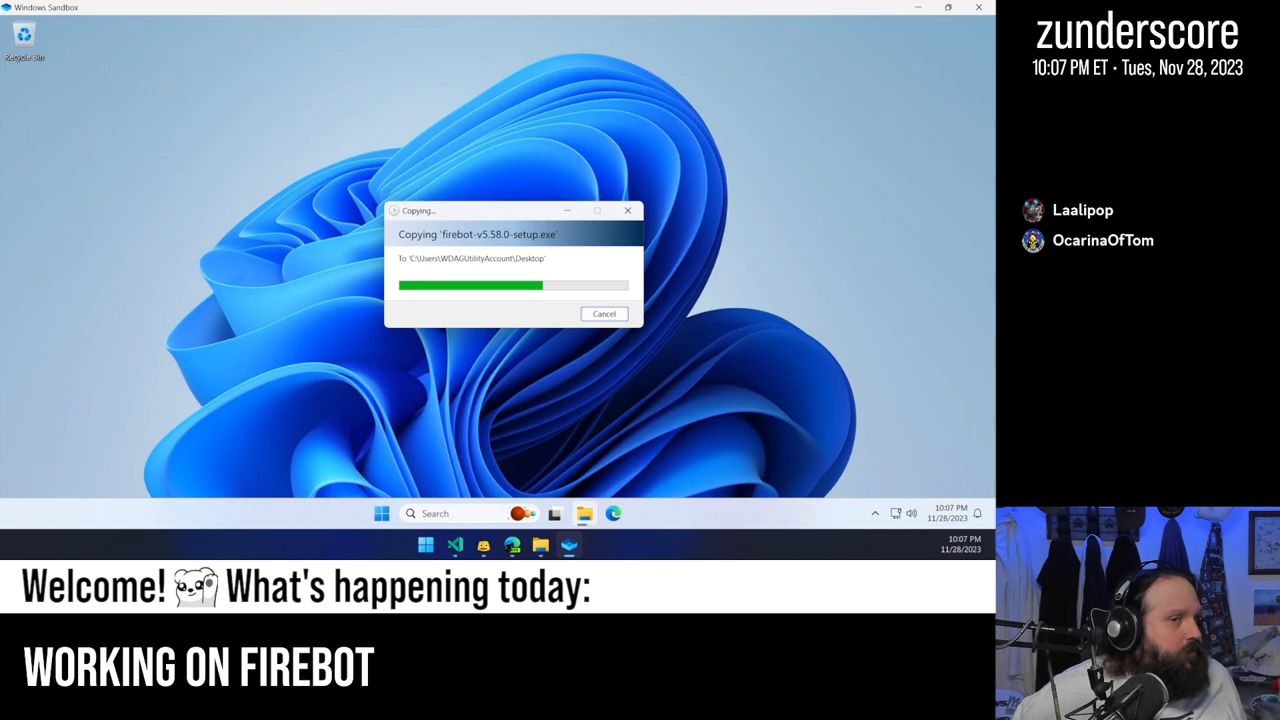 Windows Sandbox
Recycle Bin
Copying...
Copying 'firebot-v5.58.0-setup.exe'
To 'C:\Users\WDAGUtilityAccount\Desktop'
Cancel
Search
10:07 PM
11/28/2023
10:07 PM
11/28/2023
Welcome! What's happening today:
WORKING ON FIREBOT
zunderscore
10:07 PM ET • Tues, Nov 28, 2023
Laalipop
OcarinaOfTom